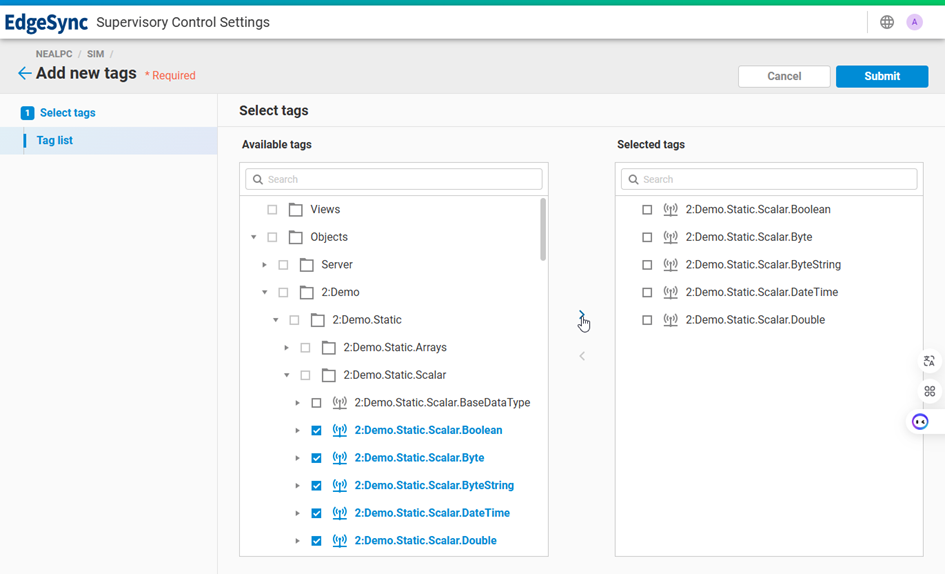 EdgeSync Supervisory Control Settings
A
NEALPC / SIM /
Add new tags * Required
Cancel
Submit
1 Select tags
Tag list
Select tags
Available tags
Search
Views
Objects
Server
2:Demo
2:Demo.Static
2:Demo.Static.Arrays
2:Demo.Static.Scalar
2:Demo.Static.Scalar.BaseDataType
2:Demo.Static.Scalar.Boolean
2:Demo.Static.Scalar.Byte
2:Demo.Static.Scalar.ByteString
2:Demo.Static.Scalar.DateTime
2:Demo.Static.Scalar.Double
Selected tags
Search
2:Demo.Static.Scalar.Boolean
2:Demo.Static.Scalar.Byte
2:Demo.Static.Scalar.ByteString
2:Demo.Static.Scalar.DateTime
2:Demo.Static.Scalar.Double